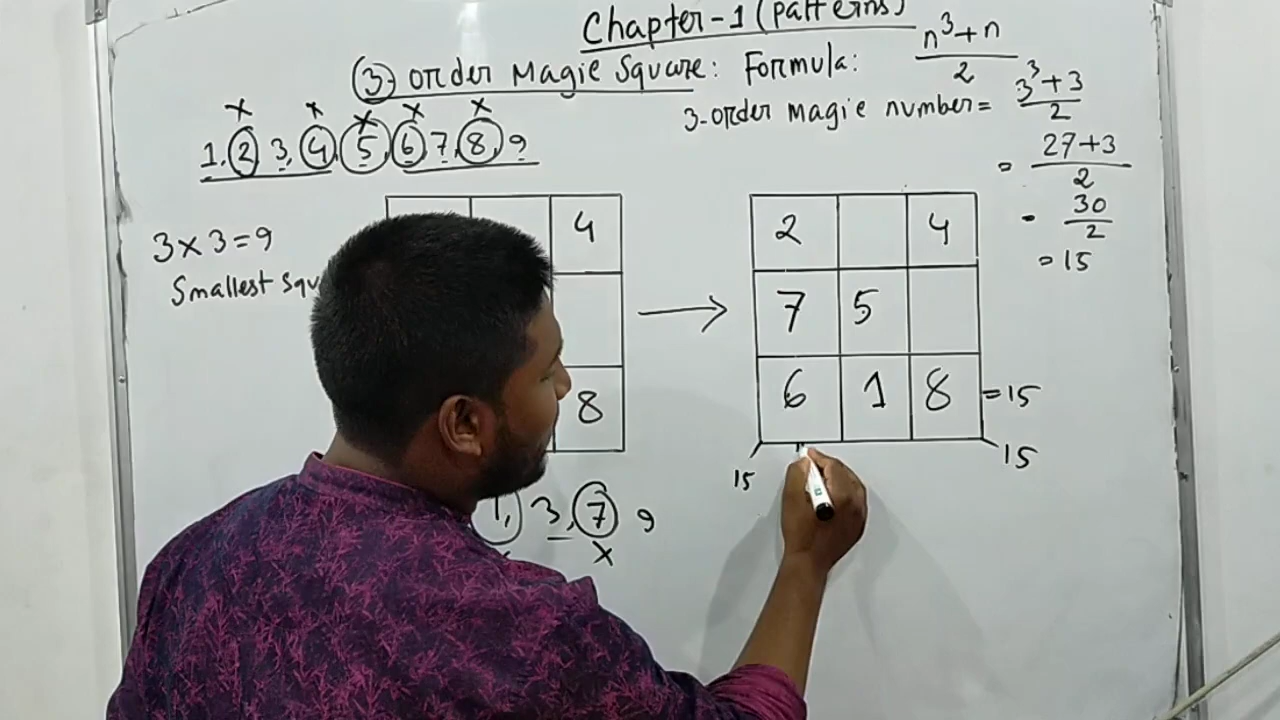 Chapter-1 (Patterns)
3-order Magic Square: Formula: n³+n
2
3-order magic number= 3³+3
2
1, 2, 3, 4, 5, 6, 7, 8, 9
= 27+3
2
= 30
2
= 15
3×3=9
Smallest
4
8
2 4
7 5
6 1 8 =15
15 15
1, 3, 7 9